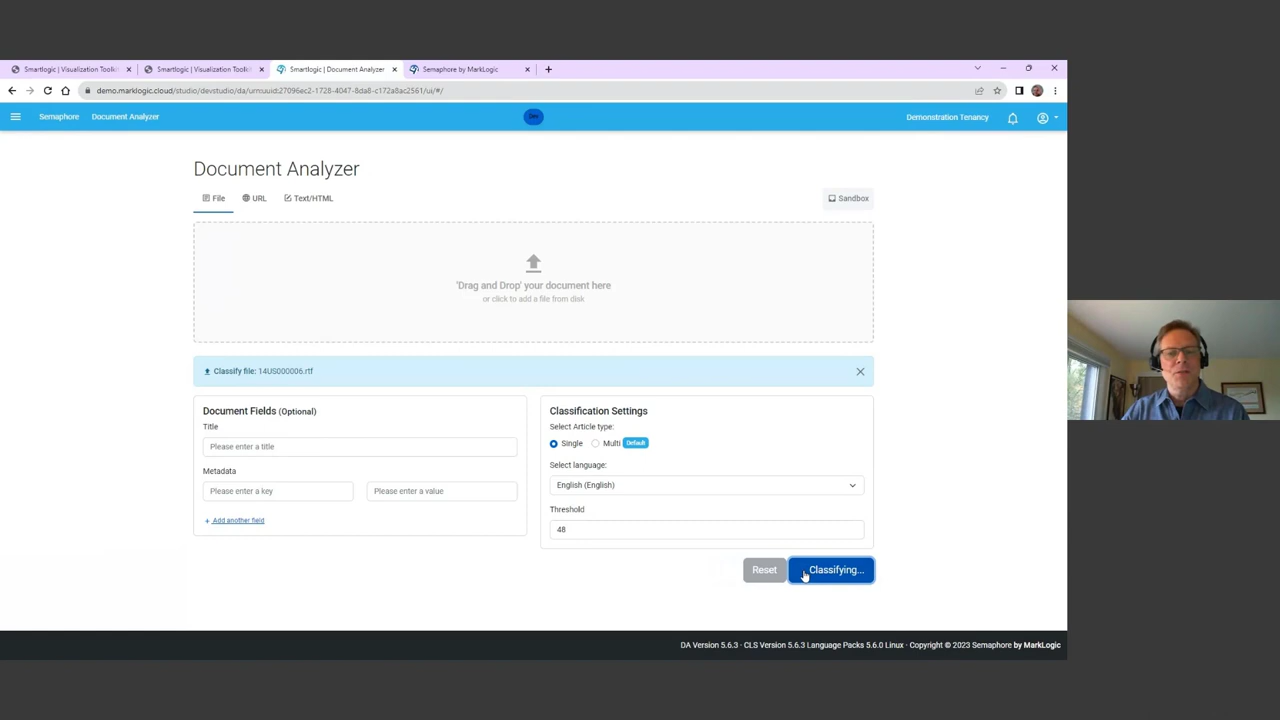 Smartlogic | Visualization Toolki
Smartlogic | Visualization Toolki
Smartlogic | Document Analyzer
Semaphore by MarkLogic
demo.marklogic.cloud/studio/devstudio/da/urn:uuid:27096ec2-1728-4047-8da8-c172a8ac2561/ui/#/
Semaphore
Document Analyzer
Dev
Demonstration Tenancy
Document Analyzer
File
URL
Text/HTML
Sandbox
'Drag and Drop' your document here
or click to add a file from disk
Classify file: 14US000006.rtf
Document Fields (Optional)
Title
Please enter a title
Metadata
Please enter a key
Please enter a value
+ Add another field
Classification Settings
Select Article type:
Single
Multi
Default
Select language:
English (English)
Threshold
48
Reset
Classifying...
DA Version 5.6.3 - CLS Version 5.6.3 Language Packs 5.6.0 Linux - Copyright © 2023 Semaphore by MarkLogic